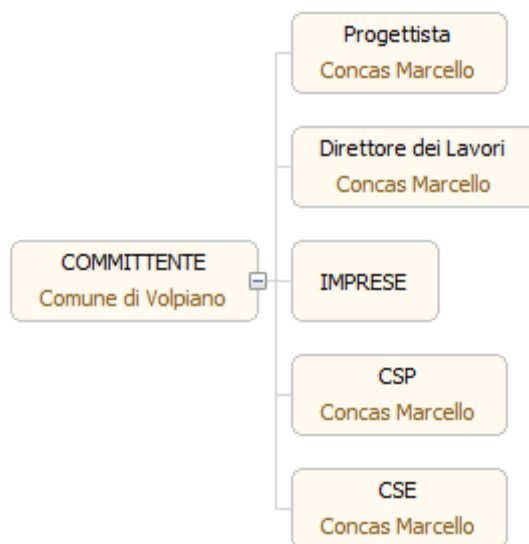 Progettista
Concas Marcello
Direttore dei Lavori
Concas Marcello
COMMITTENTE
Comune di Volpiano
IMPRESE
CSP
Concas Marcello
CSE
Concas Marcello